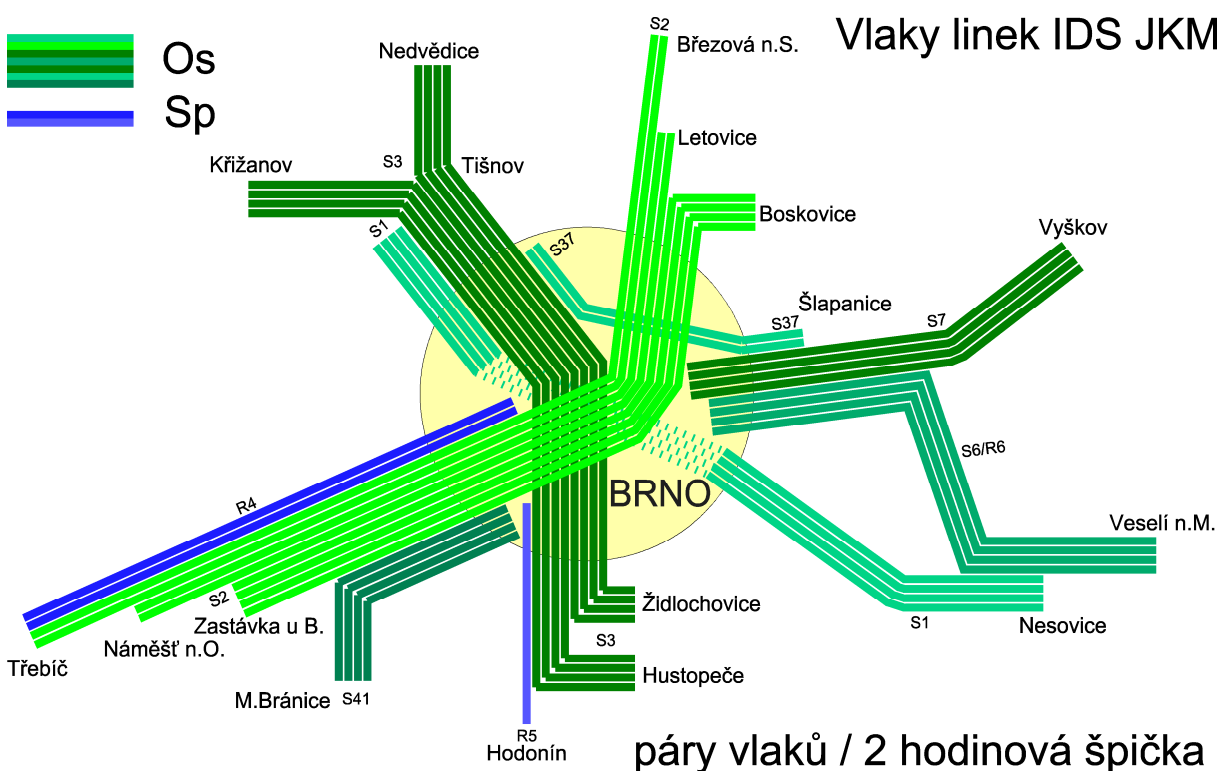 Vlaky linek IDS JKM
Os
Sp
Nedvědice
S2
Březová n.S.
Letovice
Křižanov
S3
Tišnov
Boskovice
Vyškov
S1
S37
Šlapanice
S37
S7
S6/R6
R4
BRNO
Veselí n.M.
S2
Židlochovice
Zastávka u B.
S1
Nesovice
Náměšť n.O.
S3
Třebíč
Hustopeče
M.Bránice
S41
R5
Hodonín
páry vlaků / 2 hodinová špička